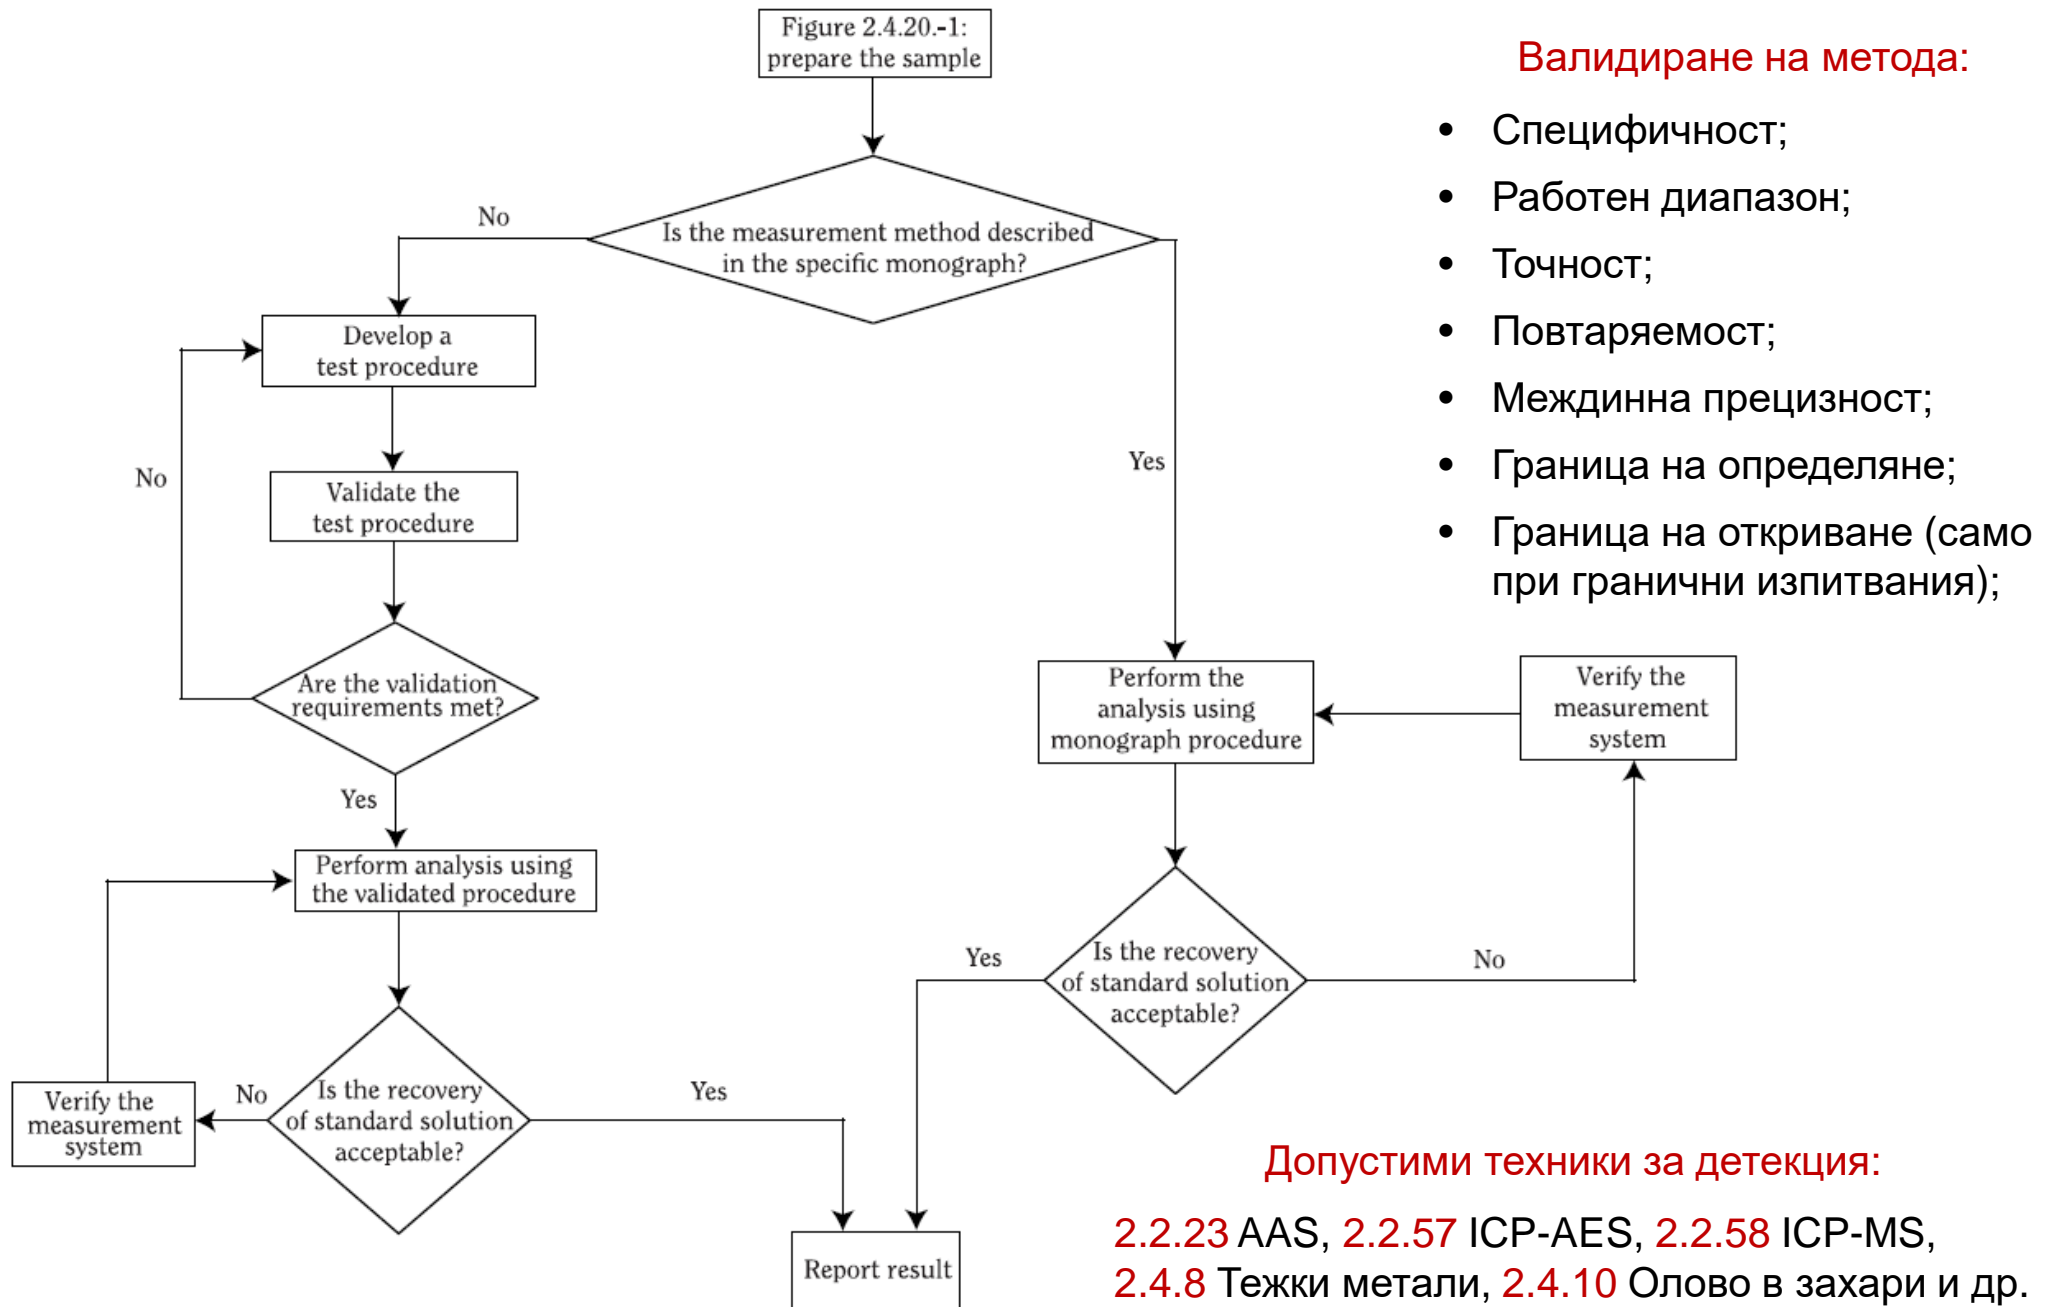 Figure 2.4.20.-1:
prepare the sample
Is the measurement method described
in the specific monograph?
No
Yes
Develop a
test procedure
Validate the
test procedure
No
Are the validation
requirements met?
Yes
Perform analysis using
the validated procedure
Is the recovery
of standard solution
acceptable?
No
Verify the
measurement
system
Yes
Perform the
analysis using
monograph procedure
Verify the
measurement
system
Is the recovery
of standard solution
acceptable?
Yes
No
Report result
Валидиране на метода:
• Специфичност;
• Работен диапазон;
• Точност;
• Повтаряемост;
• Междинна прецизност;
• Граница на определяне;
• Граница на откриване (само
при гранични изпитвания);
Допустими техники за детекция:
2.2.23 AAS, 2.2.57 ICP-AES, 2.2.58 ICP-MS,
2.4.8 Тежки метали, 2.4.10 Олово в захари и др.